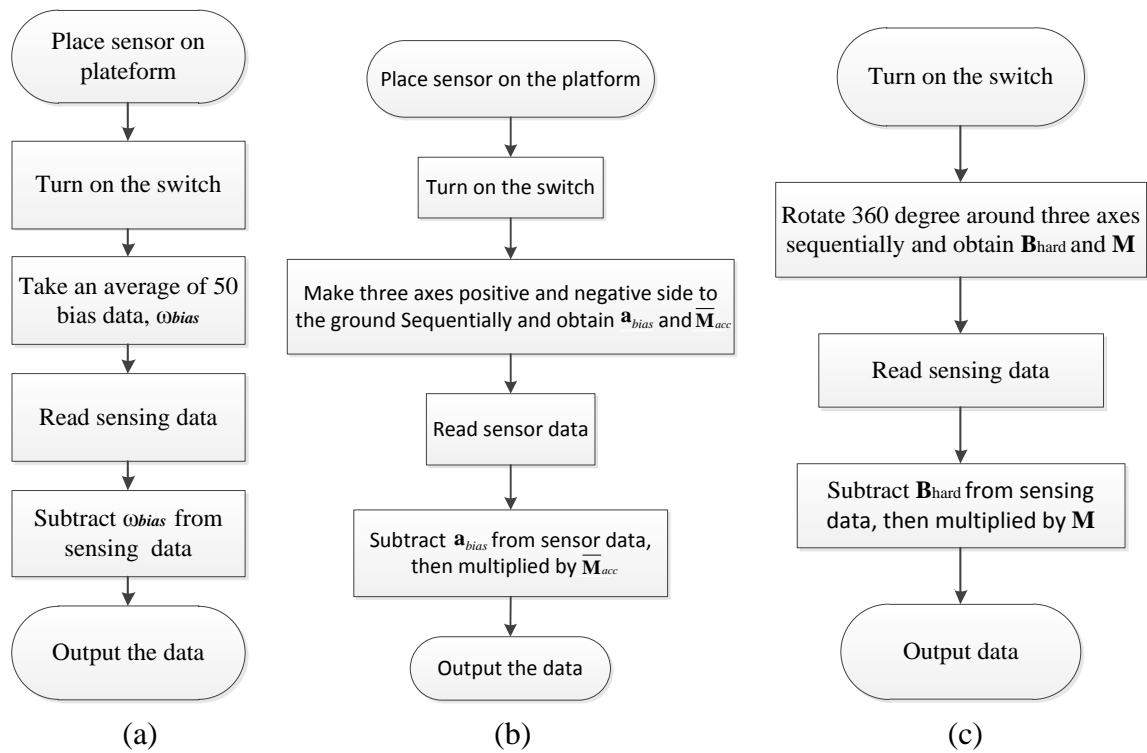 Place sensor on
plateform
Turn on the switch
Take an average of 50
bias data, ωbias
Read sensing data
Subtract ωbias from
sensing data
Output the data
(a)
Place sensor on the platform
Turn on the switch
Make three axes positive and negative side to
the ground Sequentially and obtain a_bias and M̅_acc
Read sensor data
Subtract a_bias from sensor data,
then multiplied by M̅_acc
Output the data
(b)
Turn on the switch
Rotate 360 degree around three axes
sequentially and obtain Bhard and M
Read sensing data
Subtract Bhard from sensing
data, then multiplied by M
Output data
(c)